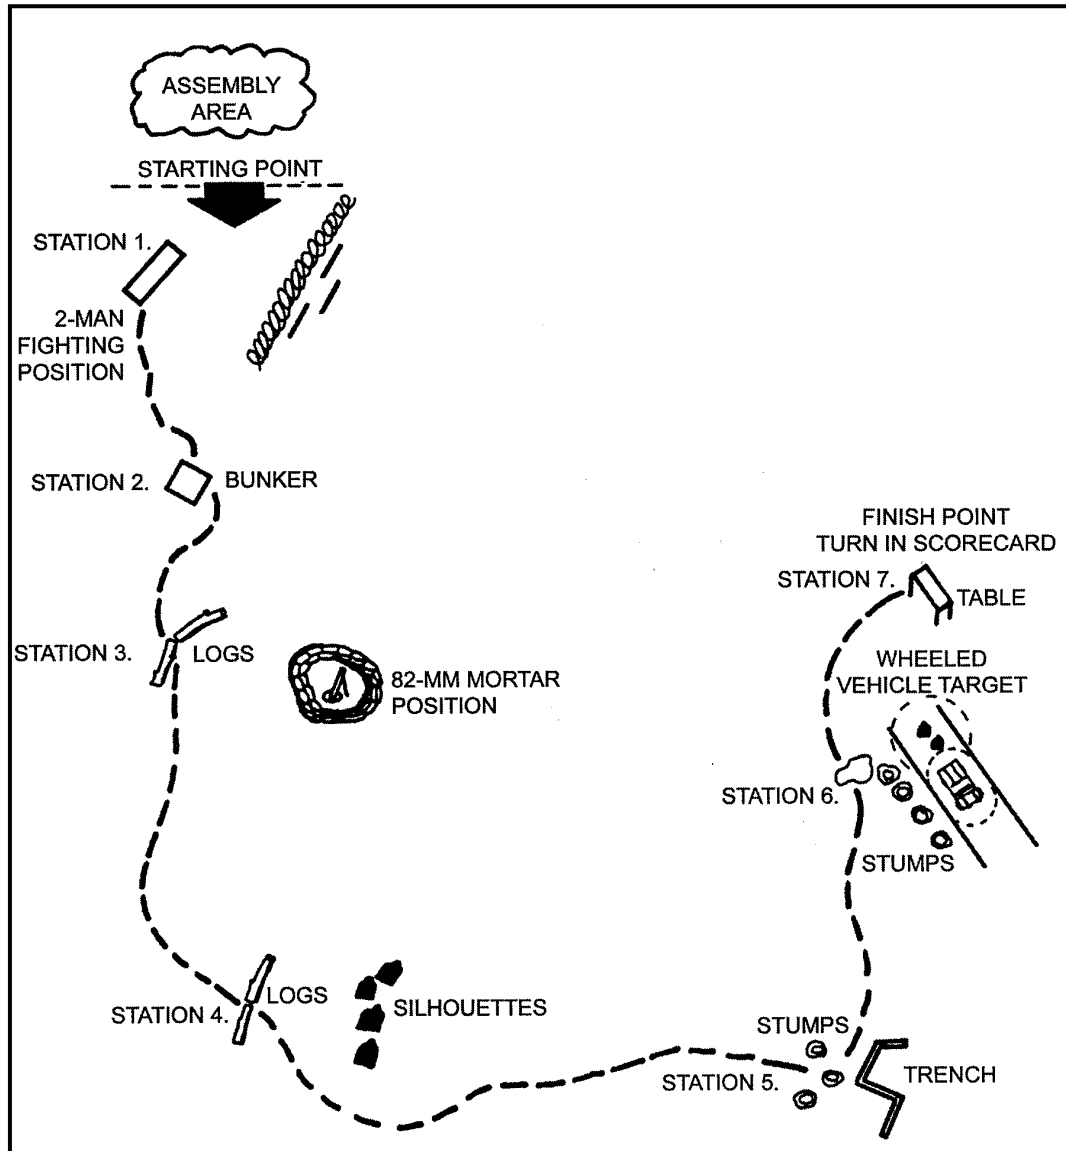 ASSEMBLY
AREA
STARTING POINT
STATION 1.
2-MAN
FIGHTING
POSITION
STATION 2.
BUNKER
STATION 3.
LOGS
82-MM MORTAR
POSITION
STATION 4.
LOGS
SILHOUETTES
STATION 5.
STUMPS
TRENCH
STATION 6.
STUMPS
WHEELED
VEHICLE TARGET
STATION 7.
TABLE
FINISH POINT
TURN IN SCORECARD